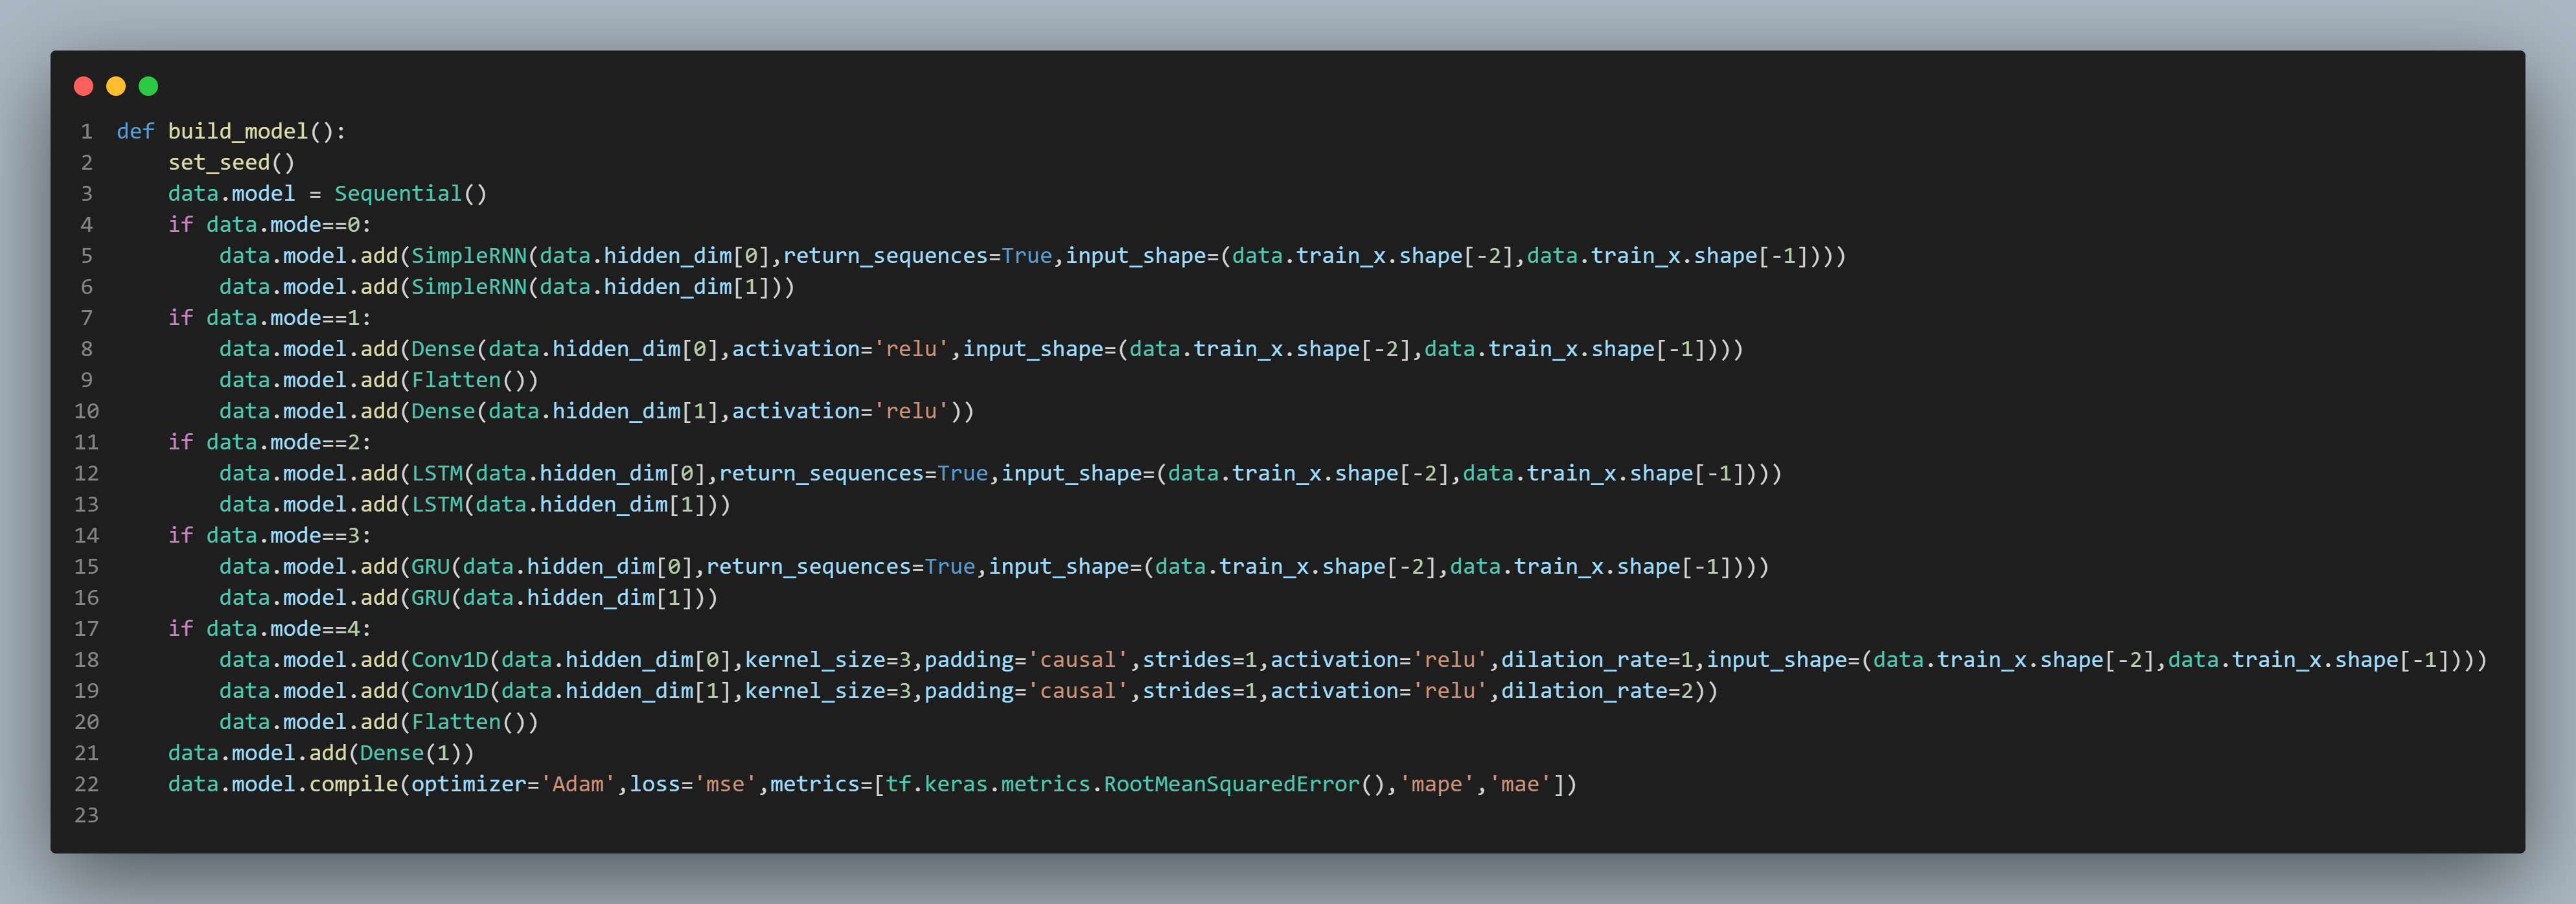 1 def build_model():
2     set_seed()
3     data.model = Sequential()
4     if data.mode==0:
5         data.model.add(SimpleRNN(data.hidden_dim[0],return_sequences=True,input_shape=(data.train_x.shape[-2],data.train_x.shape[-1])))
6         data.model.add(SimpleRNN(data.hidden_dim[1]))
7     if data.mode==1:
8         data.model.add(Dense(data.hidden_dim[0],activation='relu',input_shape=(data.train_x.shape[-2],data.train_x.shape[-1])))
9         data.model.add(Flatten())
10         data.model.add(Dense(data.hidden_dim[1],activation='relu'))
11     if data.mode==2:
12         data.model.add(LSTM(data.hidden_dim[0],return_sequences=True,input_shape=(data.train_x.shape[-2],data.train_x.shape[-1])))
13         data.model.add(LSTM(data.hidden_dim[1]))
14     if data.mode==3:
15         data.model.add(GRU(data.hidden_dim[0],return_sequences=True,input_shape=(data.train_x.shape[-2],data.train_x.shape[-1])))
16         data.model.add(GRU(data.hidden_dim[1]))
17     if data.mode==4:
18         data.model.add(Conv1D(data.hidden_dim[0],kernel_size=3,padding='causal',strides=1,activation='relu',dilation_rate=1,input_shape=(data.train_x.shape[-2],data.train_x.shape[-1])))
19         data.model.add(Conv1D(data.hidden_dim[1],kernel_size=3,padding='causal',strides=1,activation='relu',dilation_rate=2))
20         data.model.add(Flatten())
21     data.model.add(Dense(1))
22     data.model.compile(optimizer='Adam',loss='mse',metrics=[tf.keras.metrics.RootMeanSquaredError(),'mape','mae'])
23